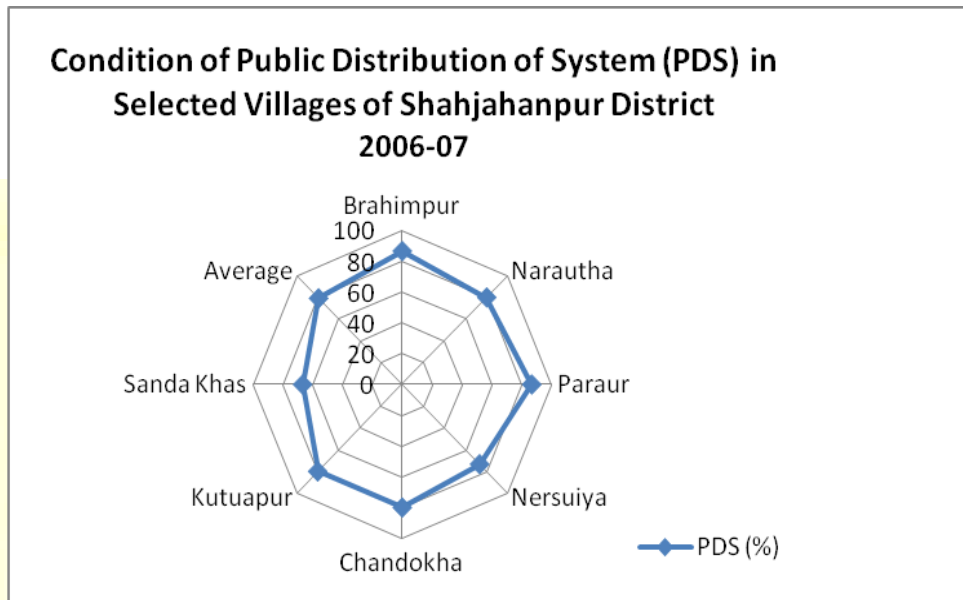 Condition of Public Distribution of System (PDS) in
Selected Villages of Shahjahanpur District
2006-07
Brahimpur
100
80
60
40
20
0
Narautha
Paraur
Nersuiya
Chandokha
Kutuapur
Sanda Khas
Average
PDS (%)